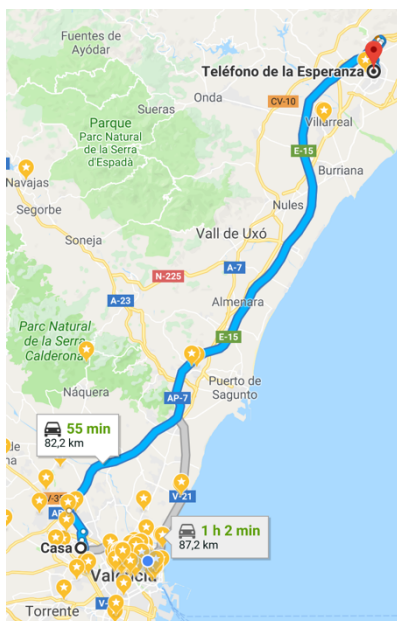 Fuentes de
Ayódar
Teléfono de la Esperanza
Onda
Sueras
CV-10
Parque
Parc Natural
de la Serra
d'Espadà
Villarreal
E-15
Navajas
Burriana
Segorbe
Nules
Soneja
Vall de Uxó
N-225
A-7
A-23
Almenara
Parc Natural
de la Serra
Calderona
E-15
Puerto de
Sagunto
Náquera
AP-7
55 min
82,2 km
de
V-21
1 h 2 min
87,2 km
Casa
Valencia
Torrente